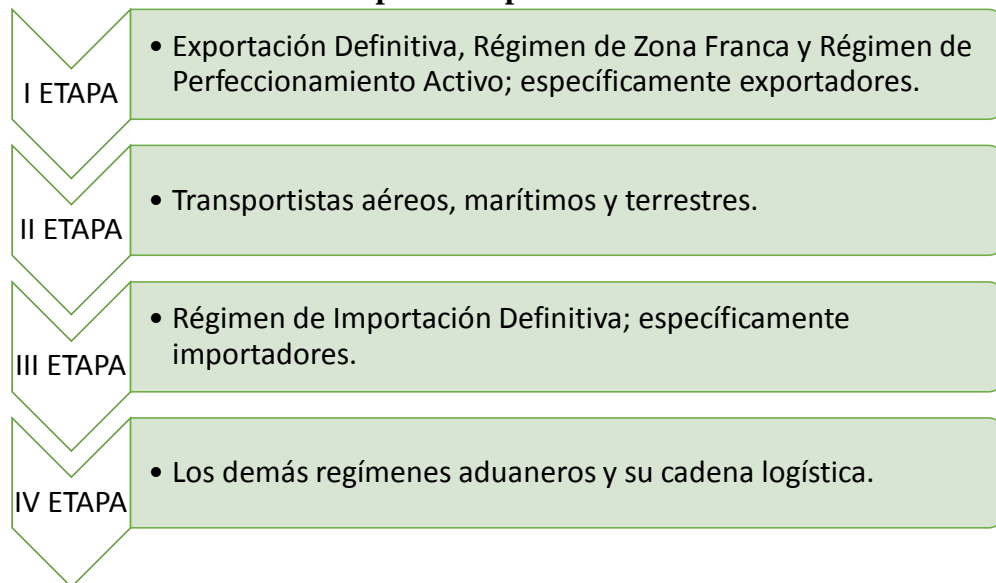 I ETAPA
• Exportación Definitiva, Régimen de Zona Franca y Régimen de
Perfeccionamiento Activo; específicamente exportadores.
II ETAPA
• Transportistas aéreos, marítimos y terrestres.
III ETAPA
• Régimen de Importación Definitiva; específicamente
importadores.
IV ETAPA
• Los demás regímenes aduaneros y su cadena logística.